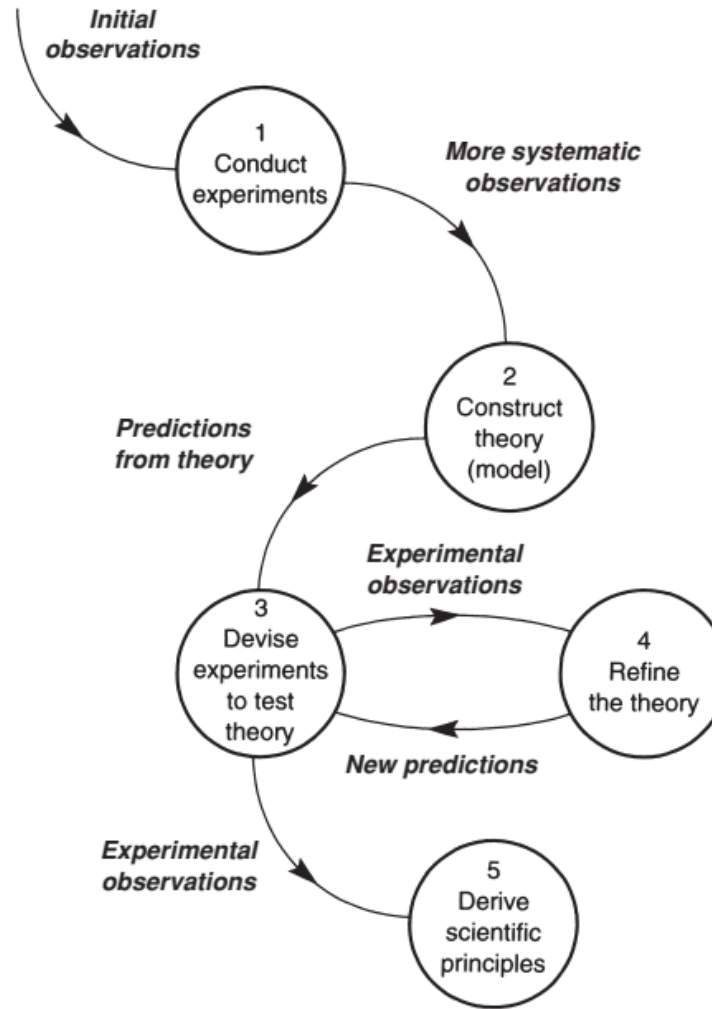 Initial
observations
1
Conduct
experiments
More systematic
observations
2
Construct
theory
(model)
Predictions
from theory
Experimental
observations
3
Devise
experiments
to test
theory
4
Refine
the theory
New predictions
Experimental
observations
5
Derive
scientific
principles